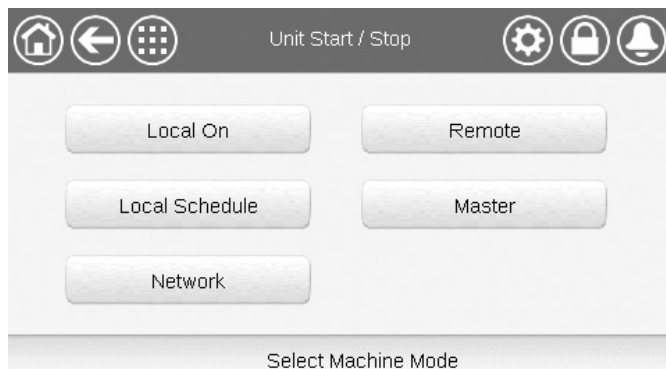 Unit Start / Stop
Local On
Remote
Local Schedule
Master
Network
Select Machine Mode